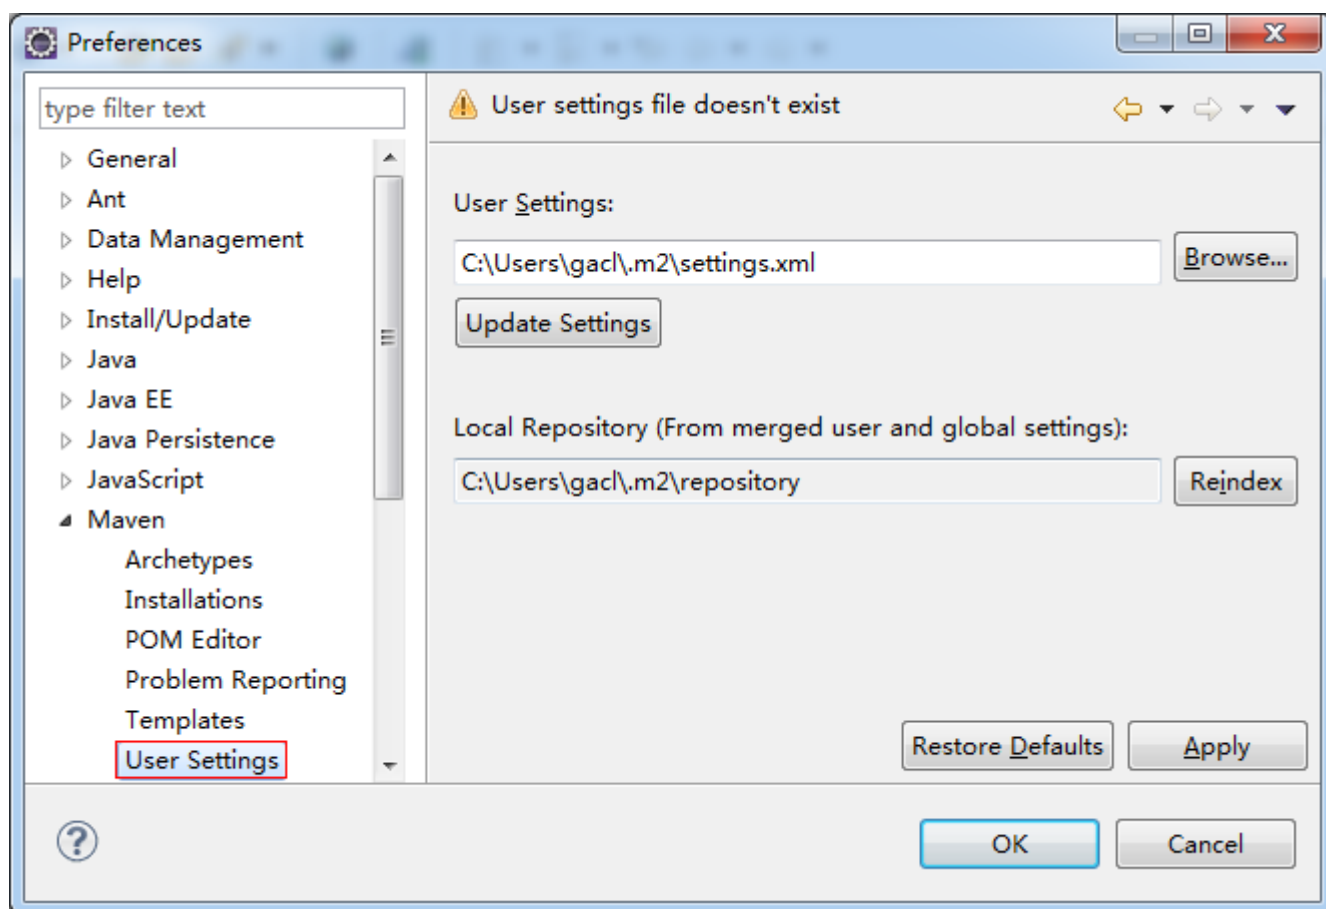 Preferences
type filter text
General
Ant
Data Management
Help
Install/Update
Java
Java EE
Java Persistence
JavaScript
Maven
Archetypes
Installations
POM Editor
Problem Reporting
Templates
User Settings
User settings file doesn't exist
User Settings:
C:\Users\gacl\.m2\settings.xml
Browse...
Update Settings
Local Repository (From merged user and global settings):
C:\Users\gacl\.m2\repository
Reindex
Restore Defaults
Apply
?
OK
Cancel